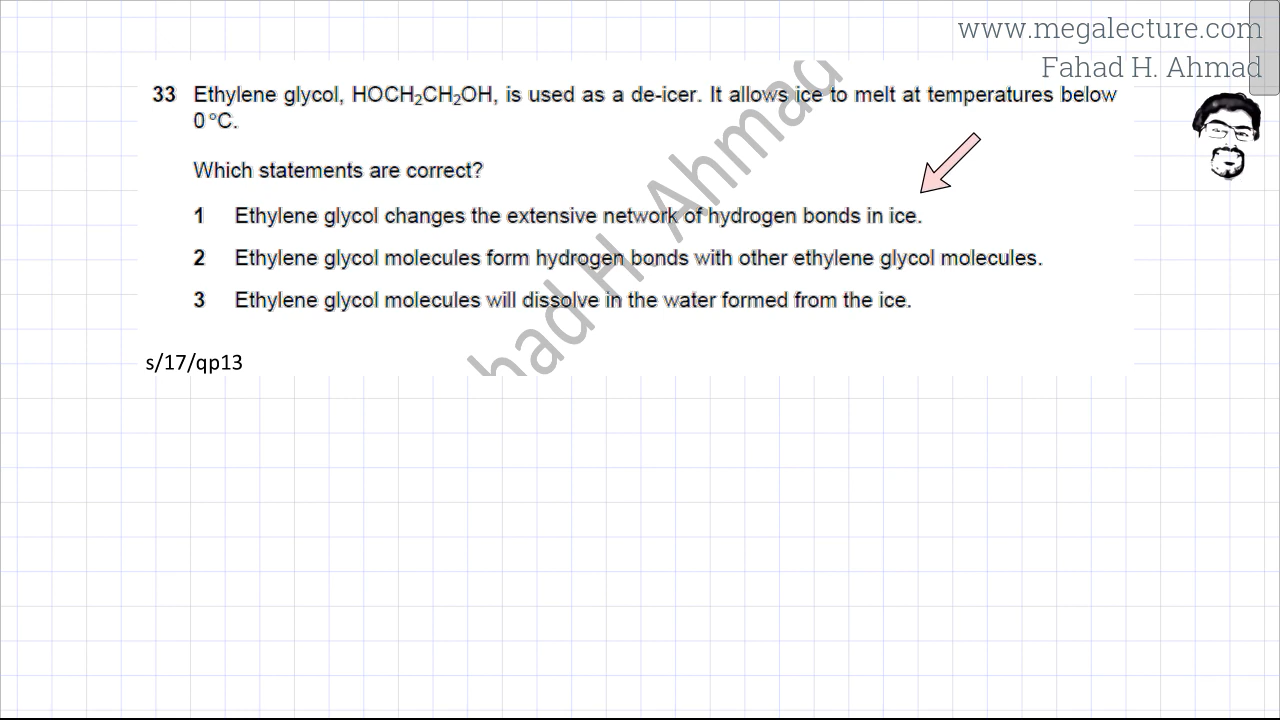 www.megalecture.com
Fahad H. Ahmad
33 Ethylene glycol, HOCH₂CH₂OH, is used as a de-icer. It allows ice to melt at temperatures below
0 °C.
Which statements are correct?
1 Ethylene glycol changes the extensive network of hydrogen bonds in ice.
2 Ethylene glycol molecules form hydrogen bonds with other ethylene glycol molecules.
3 Ethylene glycol molecules will dissolve in the water formed from the ice.
had H. Ahmad
s/17/qp13